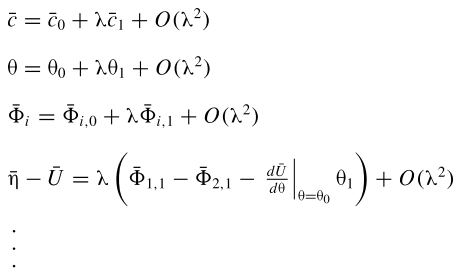 c̄ = c̄₀ + λc̄₁ + O(λ²)
θ = θ₀ + λθ₁ + O(λ²)
Φ̄ᵢ = Φ̄ᵢ,₀ + λΦ̄ᵢ,₁ + O(λ²)
η̄ − Ū = λ(Φ̄₁,₁ − Φ̄₂,₁ − dŪ/dθ|θ=θ₀ θ₁) + O(λ²)
.
.
.